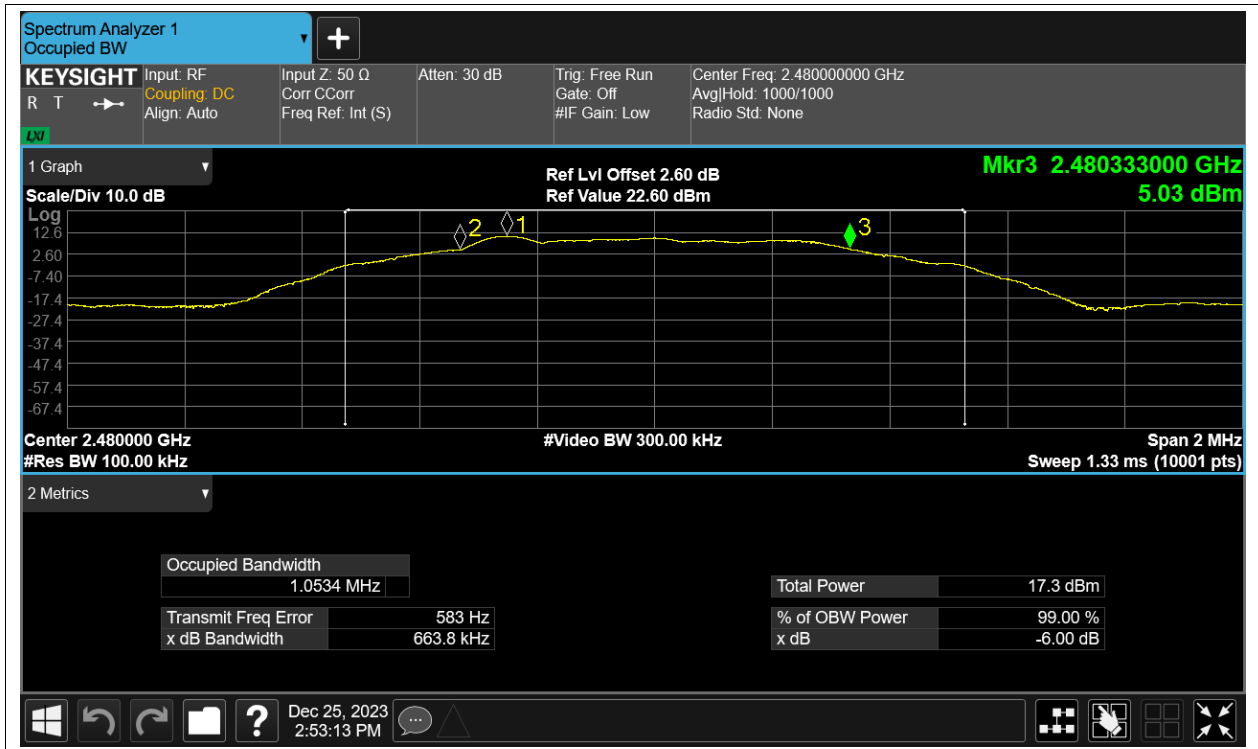 Spectrum Analyzer 1
Occupied BW
+
KEYSIGHT
R T
LXI
Input: RF
Coupling: DC
Align: Auto
Input Z: 50 Ω
Corr CCorr
Freq Ref: Int (S)
Atten: 30 dB
Trig: Free Run
Gate: Off
#IF Gain: Low
Center Freq: 2.480000000 GHz
Avg|Hold: 1000/1000
Radio Std: None
1 Graph
Scale/Div 10.0 dB
Ref Lvl Offset 2.60 dB
Ref Value 22.60 dBm
Mkr3 2.480333000 GHz
5.03 dBm
Log
12.6
2.60
-7.40
-17.4
-27.4
-37.4
-47.4
-57.4
-67.4
2
1
3
Center 2.480000 GHz
#Video BW 300.00 kHz
Span 2 MHz
#Res BW 100.00 kHz
Sweep 1.33 ms (10001 pts)
2 Metrics
Occupied Bandwidth
1.0534 MHz
Total Power 17.3 dBm
Transmit Freq Error 583 Hz
% of OBW Power 99.00 %
x dB Bandwidth 663.8 kHz
x dB -6.00 dB
?
Dec 25, 2023
2:53:13 PM